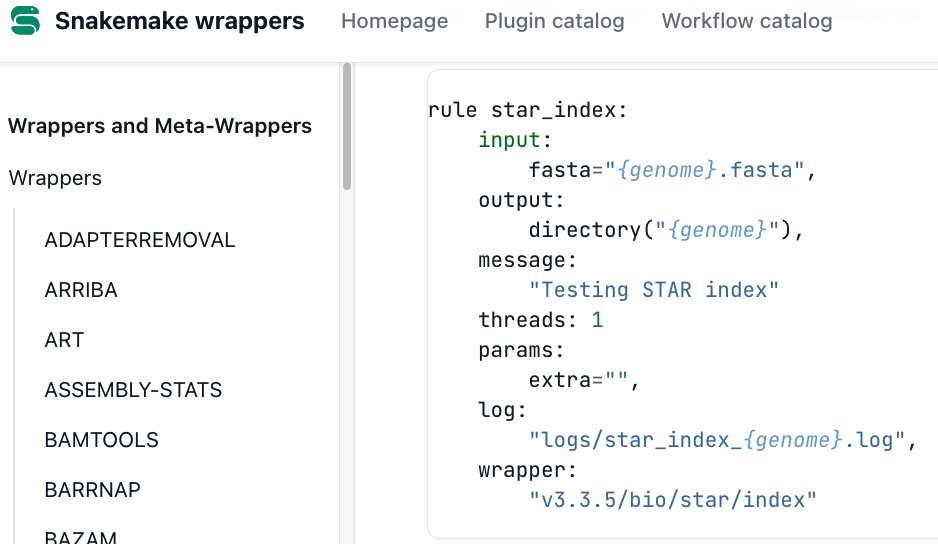 Snakemake wrappers Homepage Plugin catalog Workflow catalog
Wrappers and Meta-Wrappers
Wrappers
ADAPTERREMOVAL
ARRIBA
ART
ASSEMBLY-STATS
BAMTOOLS
BARRNAP
BAZAM
rule star_index:
    input:
        fasta="{genome}.fasta",
    output:
        directory("{genome}"),
    message:
        "Testing STAR index"
    threads: 1
    params:
        extra="",
    log:
        "logs/star_index_{genome}.log",
    wrapper:
        "v3.3.5/bio/star/index"